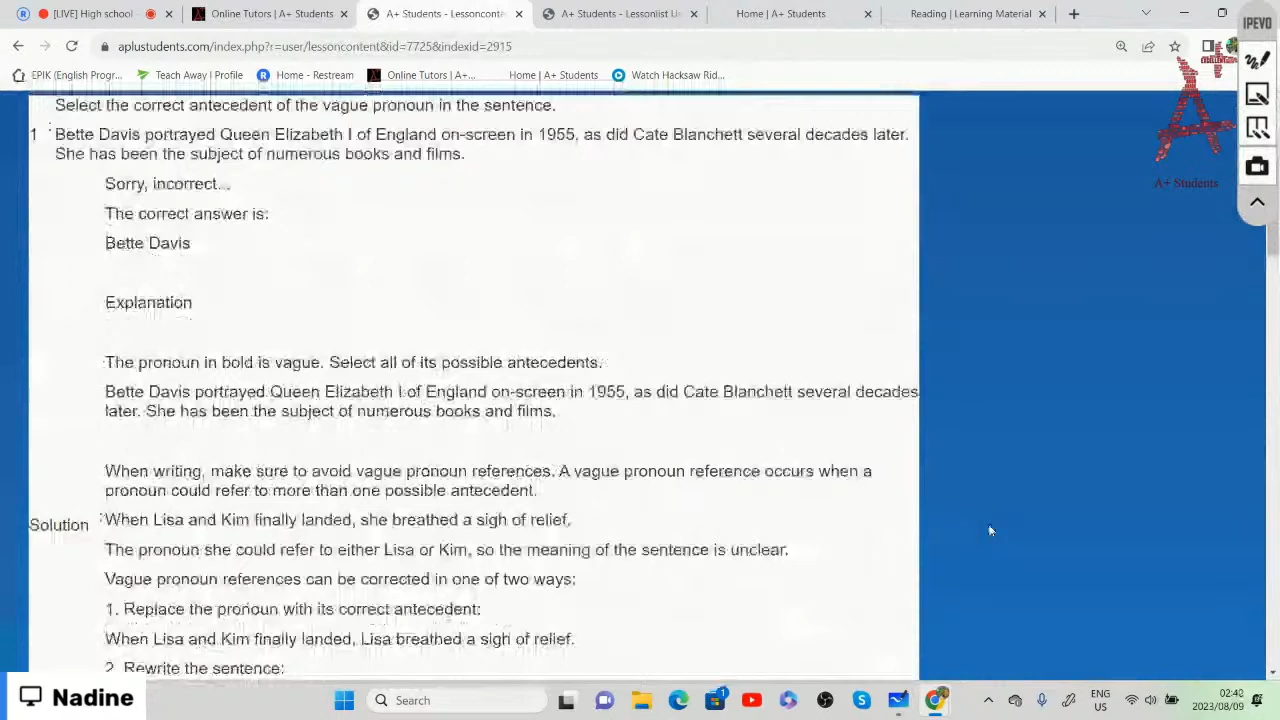 [LIVE] High school
Online Tutors | A+ Students
A+ Students - Lessonconte
A+ Students - Lesslist Lin
Home | A+ Students
Reading | Learning Material
IPEVO
aplustudents.com/index.php?r=user/lessoncontent&id=7725&indexid=2915
EPIK (English Progr...
Teach Away | Profile
Home - Restream
Online Tutors | A+...
Home | A+ Students
Watch Hacksaw Rid...
Select the correct antecedent of the vague pronoun in the sentence.
1 : Bette Davis portrayed Queen Elizabeth I of England on-screen in 1955, as did Cate Blanchett several decades later.
She has been the subject of numerous books and films.
A+ Students
Sorry, incorrect...
The correct answer is:
Bette Davis
Explanation
The pronoun in bold is vague. Select all of its possible antecedents.
Bette Davis portrayed Queen Elizabeth I of England on-screen in 1955, as did Cate Blanchett several decades
later. She has been the subject of numerous books and films.
When writing, make sure to avoid vague pronoun references. A vague pronoun reference occurs when a
pronoun could refer to more than one possible antecedent.
Solution : When Lisa and Kim finally landed, she breathed a sigh of relief.
The pronoun she could refer to either Lisa or Kim, so the meaning of the sentence is unclear.
Vague pronoun references can be corrected in one of two ways:
1. Replace the pronoun with its correct antecedent:
When Lisa and Kim finally landed, Lisa breathed a sigh of relief.
2. Rewrite the sentence:
Nadine
Search
1
ENG
US
02:40
2023/08/09